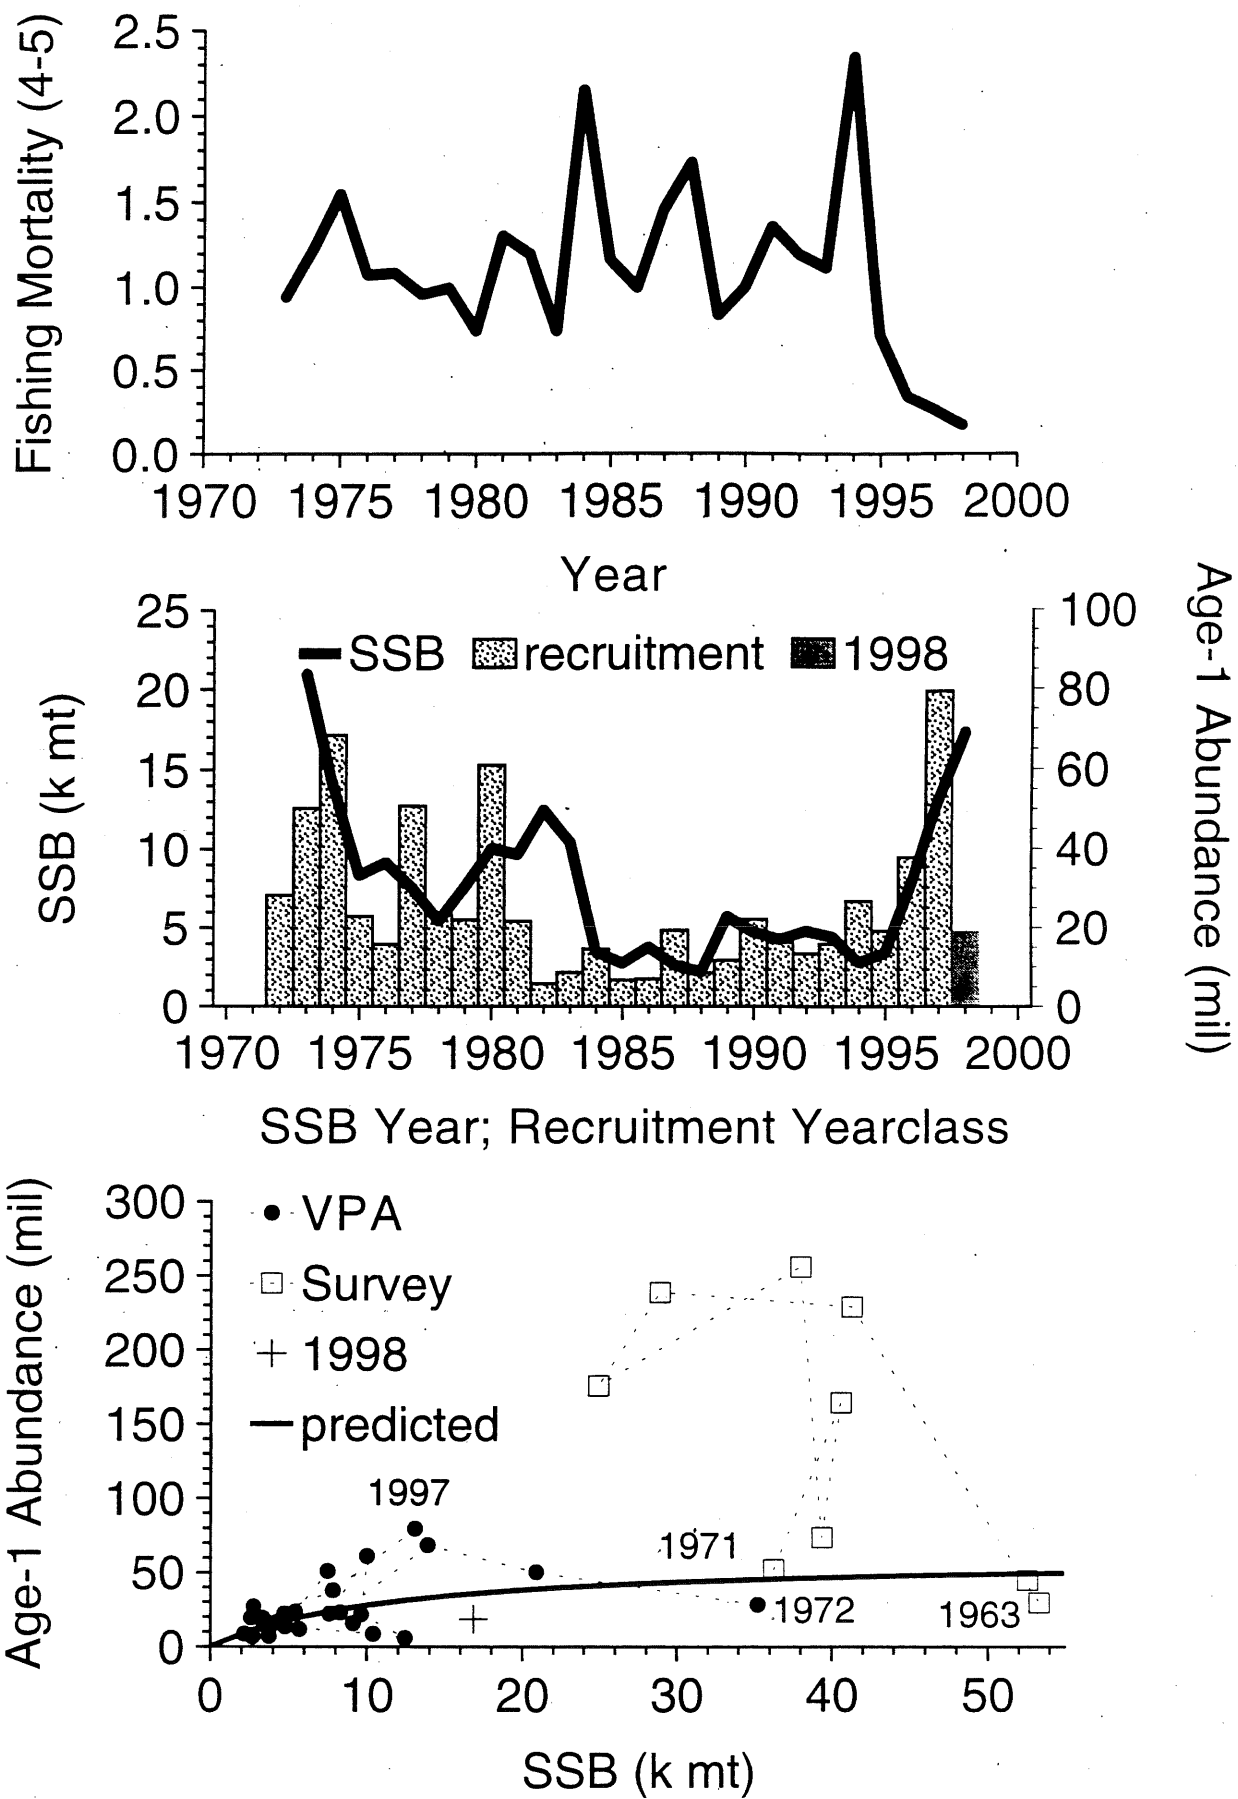 Fishing Mortality (4-5)
2.5
2.0
1.5
1.0
0.5
0.0
1970 1975 1980 1985 1990 1995 2000
Year
SSB (k mt)
25
20
15
10
5
0
SSB recruitment 1998
100
80
60
40
20
0
Age-1 Abundance (mil)
1970 1975 1980 1985 1990 1995 2000
SSB Year; Recruitment Yearclass
Age-1 Abundance (mil)
300
250
200
150
100
50
0
VPA
Survey
1998
predicted
1997
1971
1972
1963
0 10 20 30 40 50
SSB (k mt)